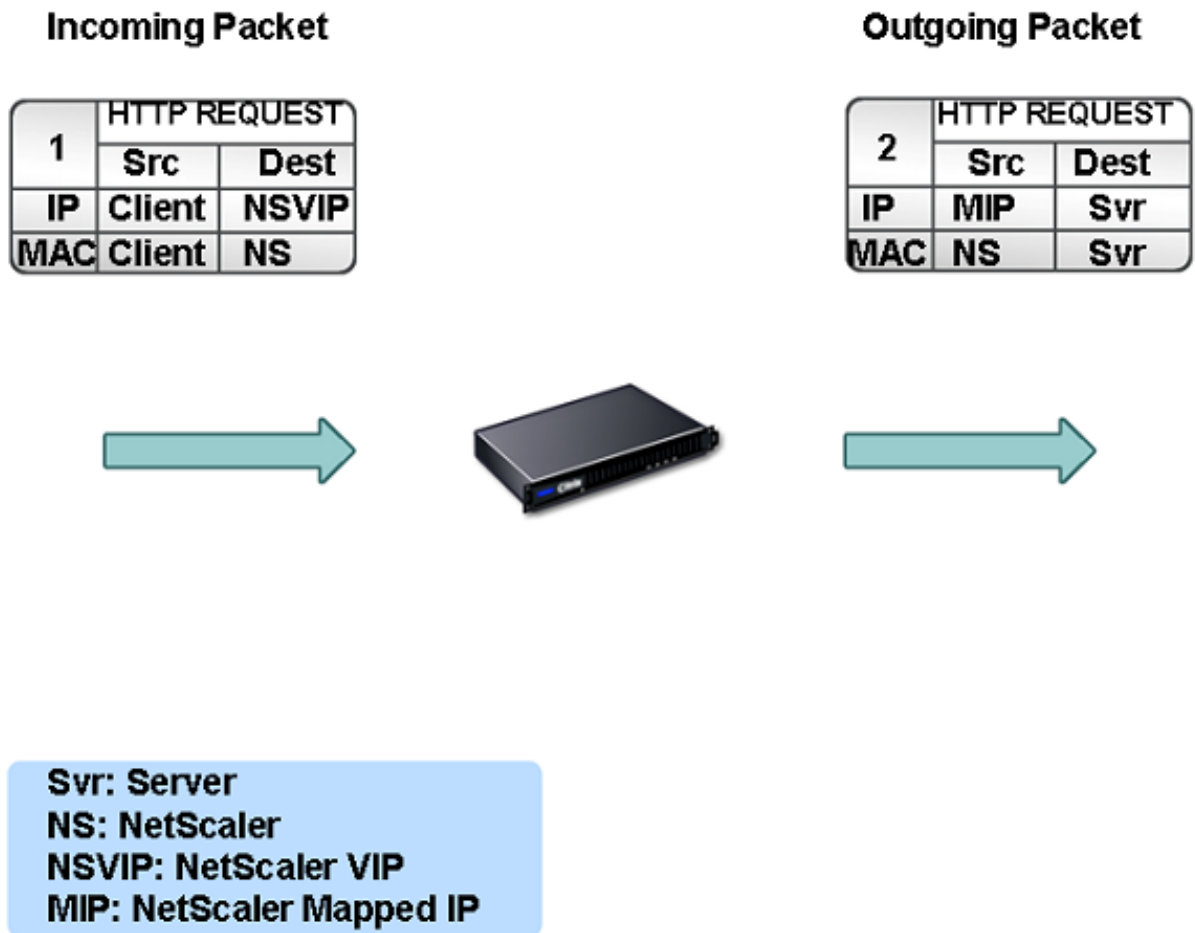 Incoming Packet
Outgoing Packet
1 HTTP REQUEST
Src Dest
IP Client NSVIP
MAC Client NS
2 HTTP REQUEST
Src Dest
IP MIP Svr
MAC NS Svr
Svr: Server
NS: NetScaler
NSVIP: NetScaler VIP
MIP: NetScaler Mapped IP